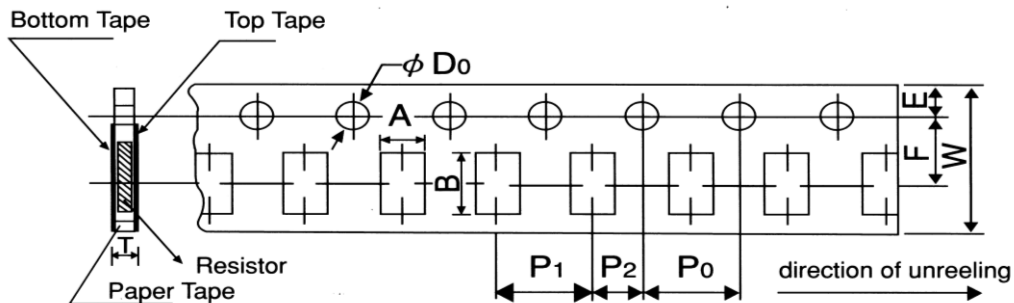 Bottom Tape
Top Tape
φ D₀
A
B
E
F
W
T
Resistor
Paper Tape
P₁
P₂
P₀
direction of unreeling